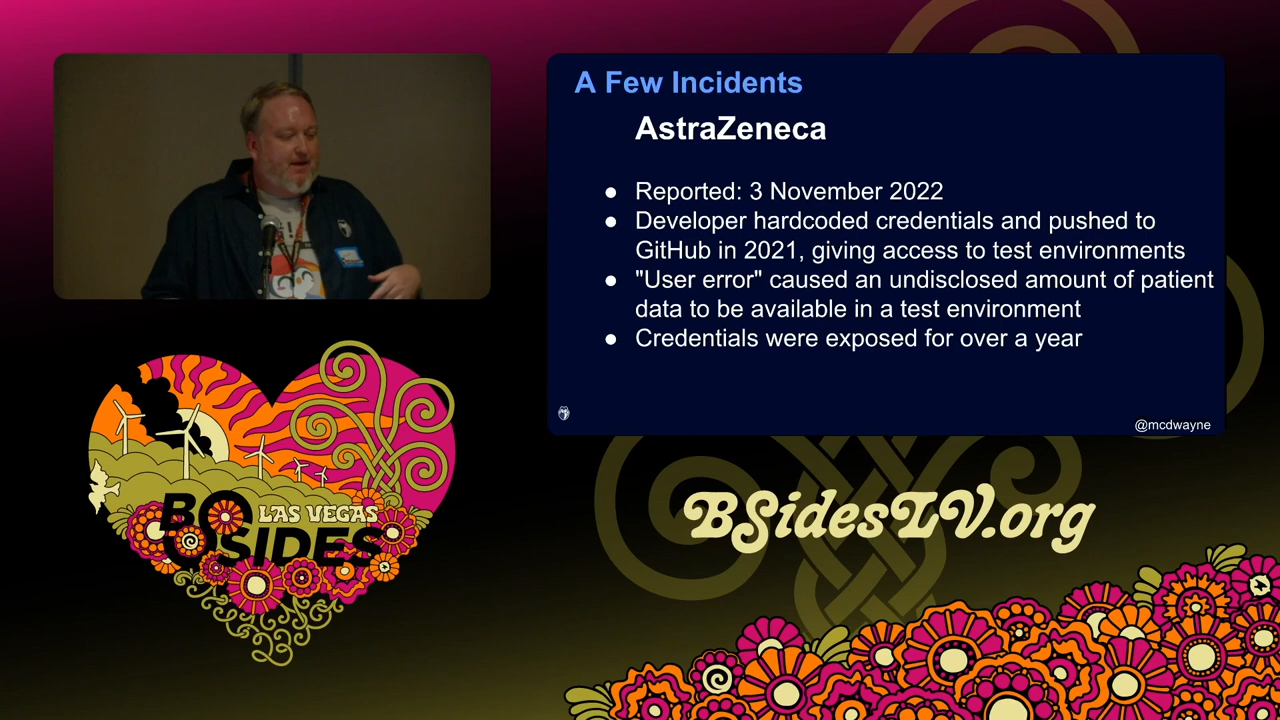 A Few Incidents
AstraZeneca
● Reported: 3 November 2022
● Developer hardcoded credentials and pushed to
GitHub in 2021, giving access to test environments
● "User error" caused an undisclosed amount of patient
data to be available in a test environment
● Credentials were exposed for over a year
@mcdwayne
LAS VEGAS
BSIDES
23
BSidesLV.org